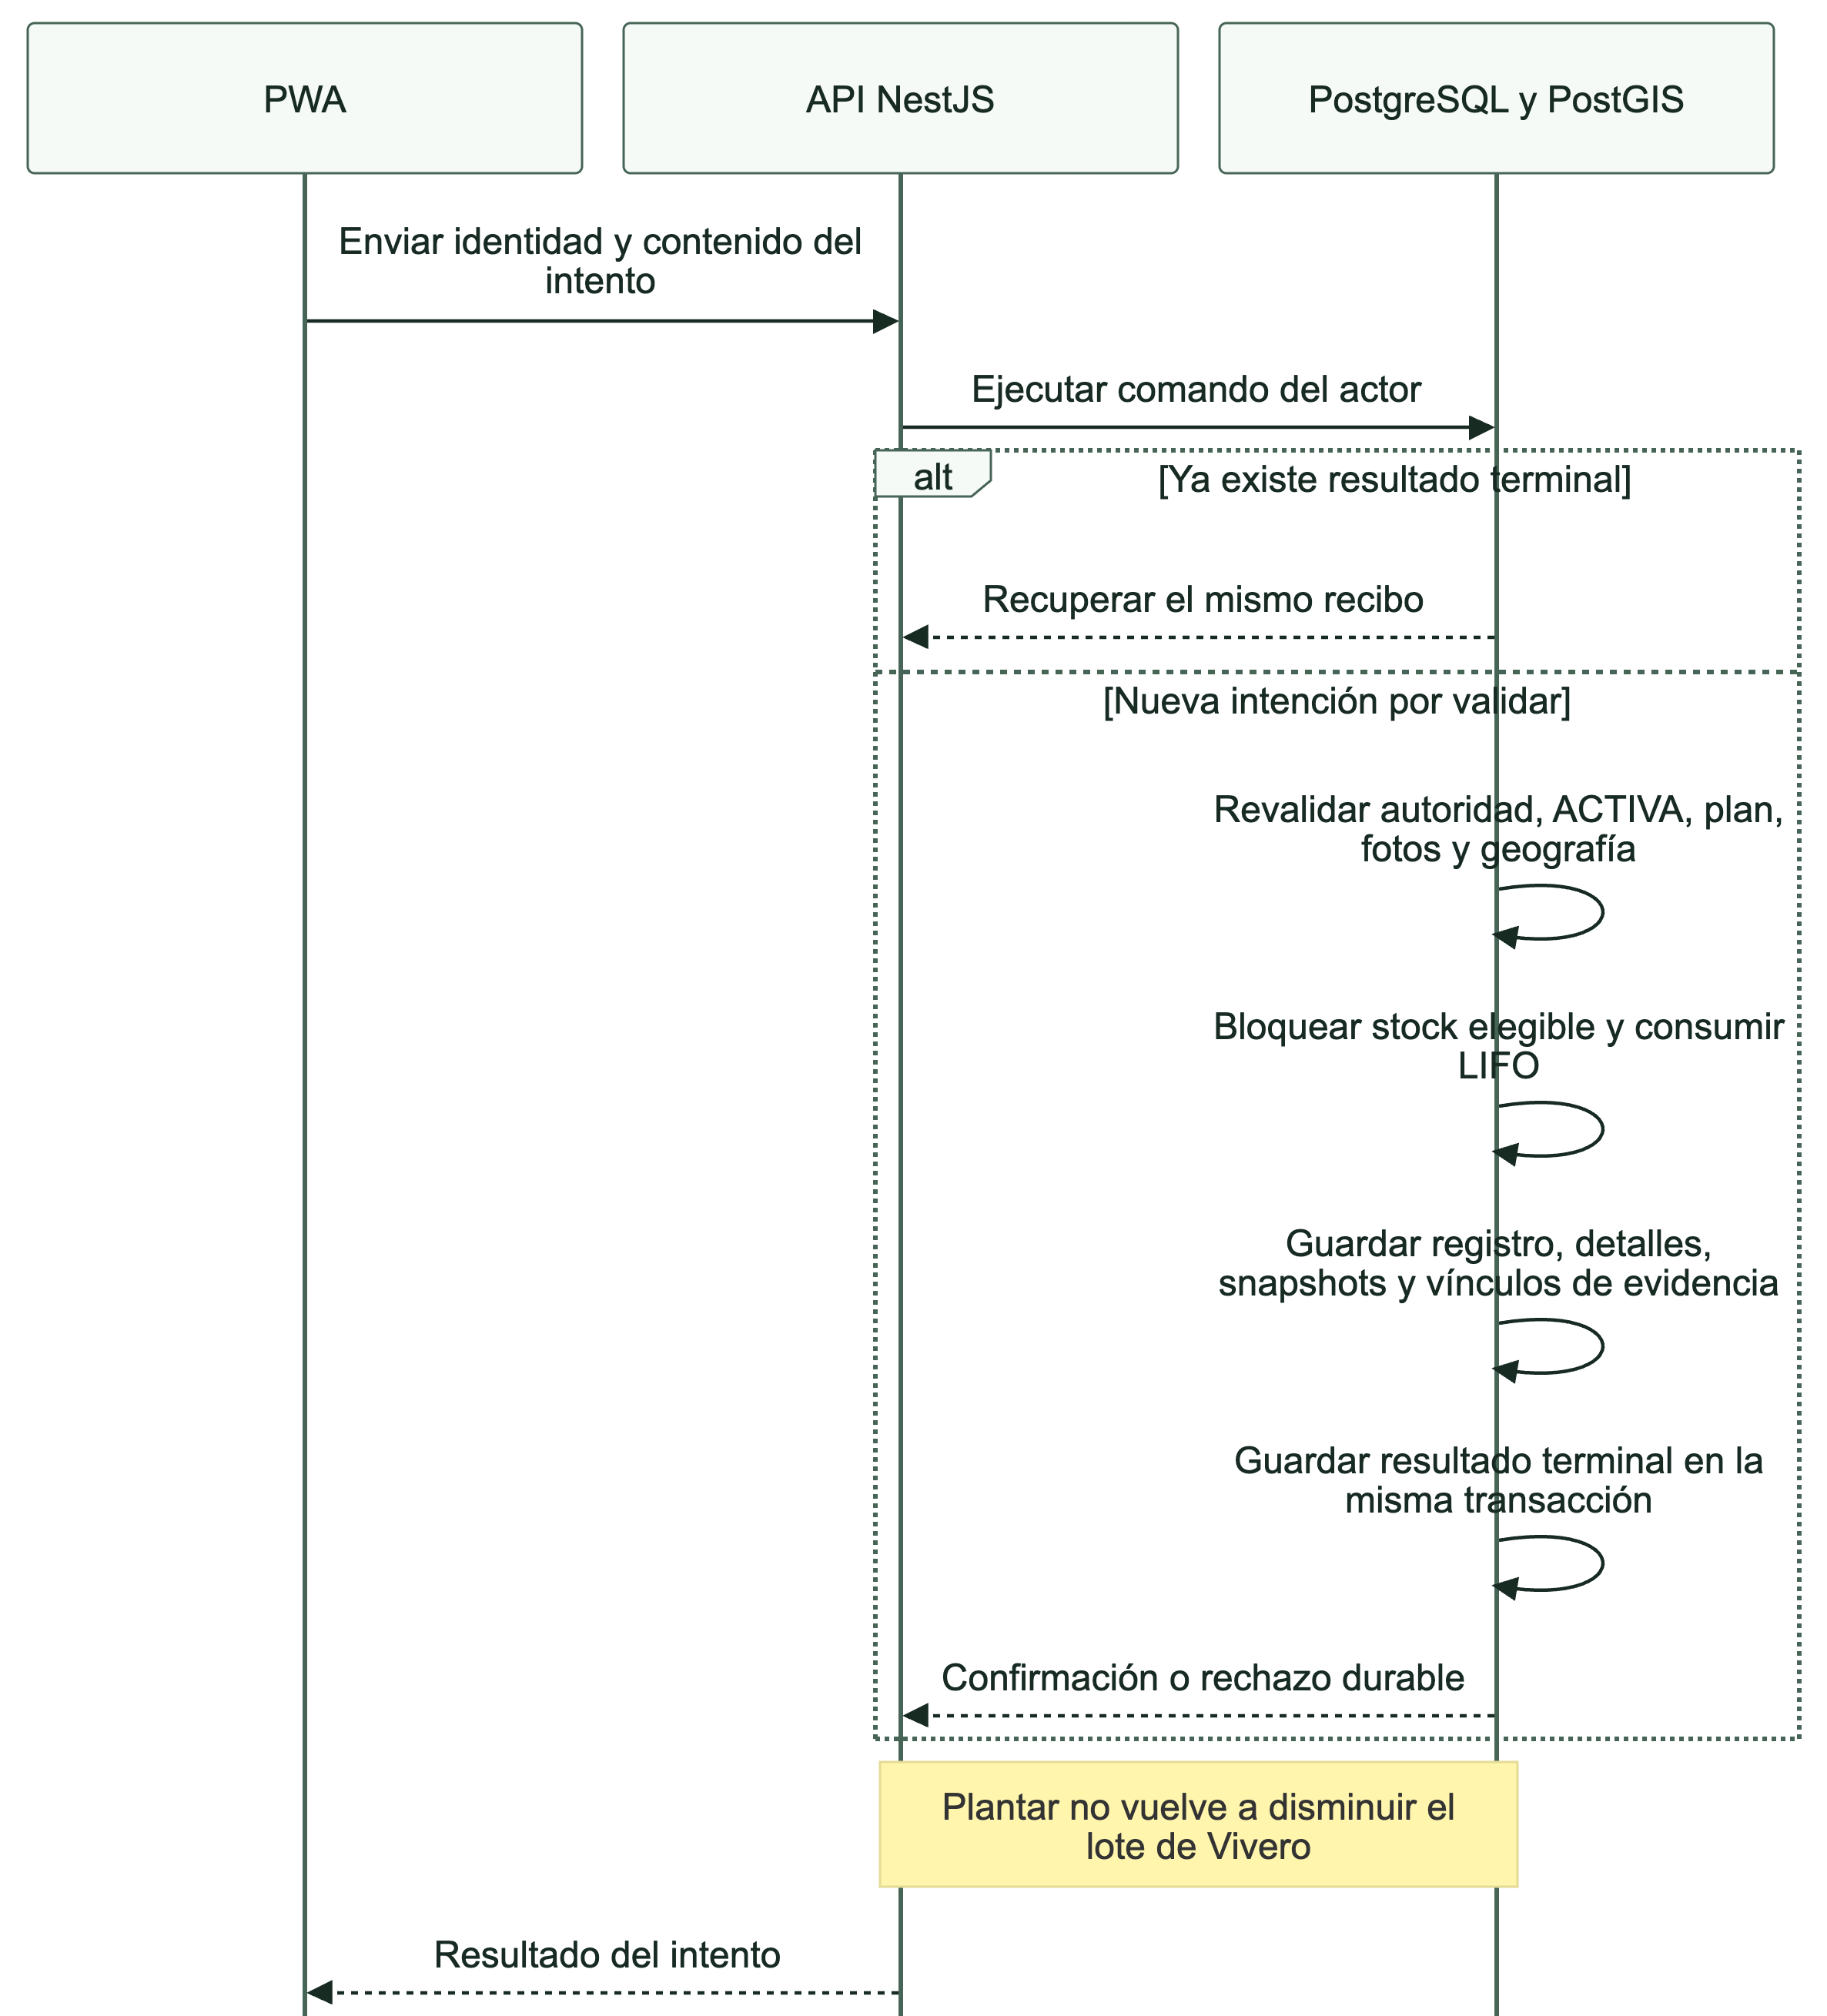 PWA
API NestJS
PostgreSQL y PostGIS
Enviar identidad y contenido del
intento
Ejecutar comando del actor
alt
[Ya existe resultado terminal]
Recuperar el mismo recibo
[Nueva intención por validar]
Revalidar autoridad, ACTIVA, plan,
fotos y geografía
Bloquear stock elegible y consumir
LIFO
Guardar registro, detalles,
snapshots y vínculos de evidencia
Guardar resultado terminal en la
misma transacción
Confirmación o rechazo durable
Plantar no vuelve a disminuir el
lote de Vivero
Resultado del intento